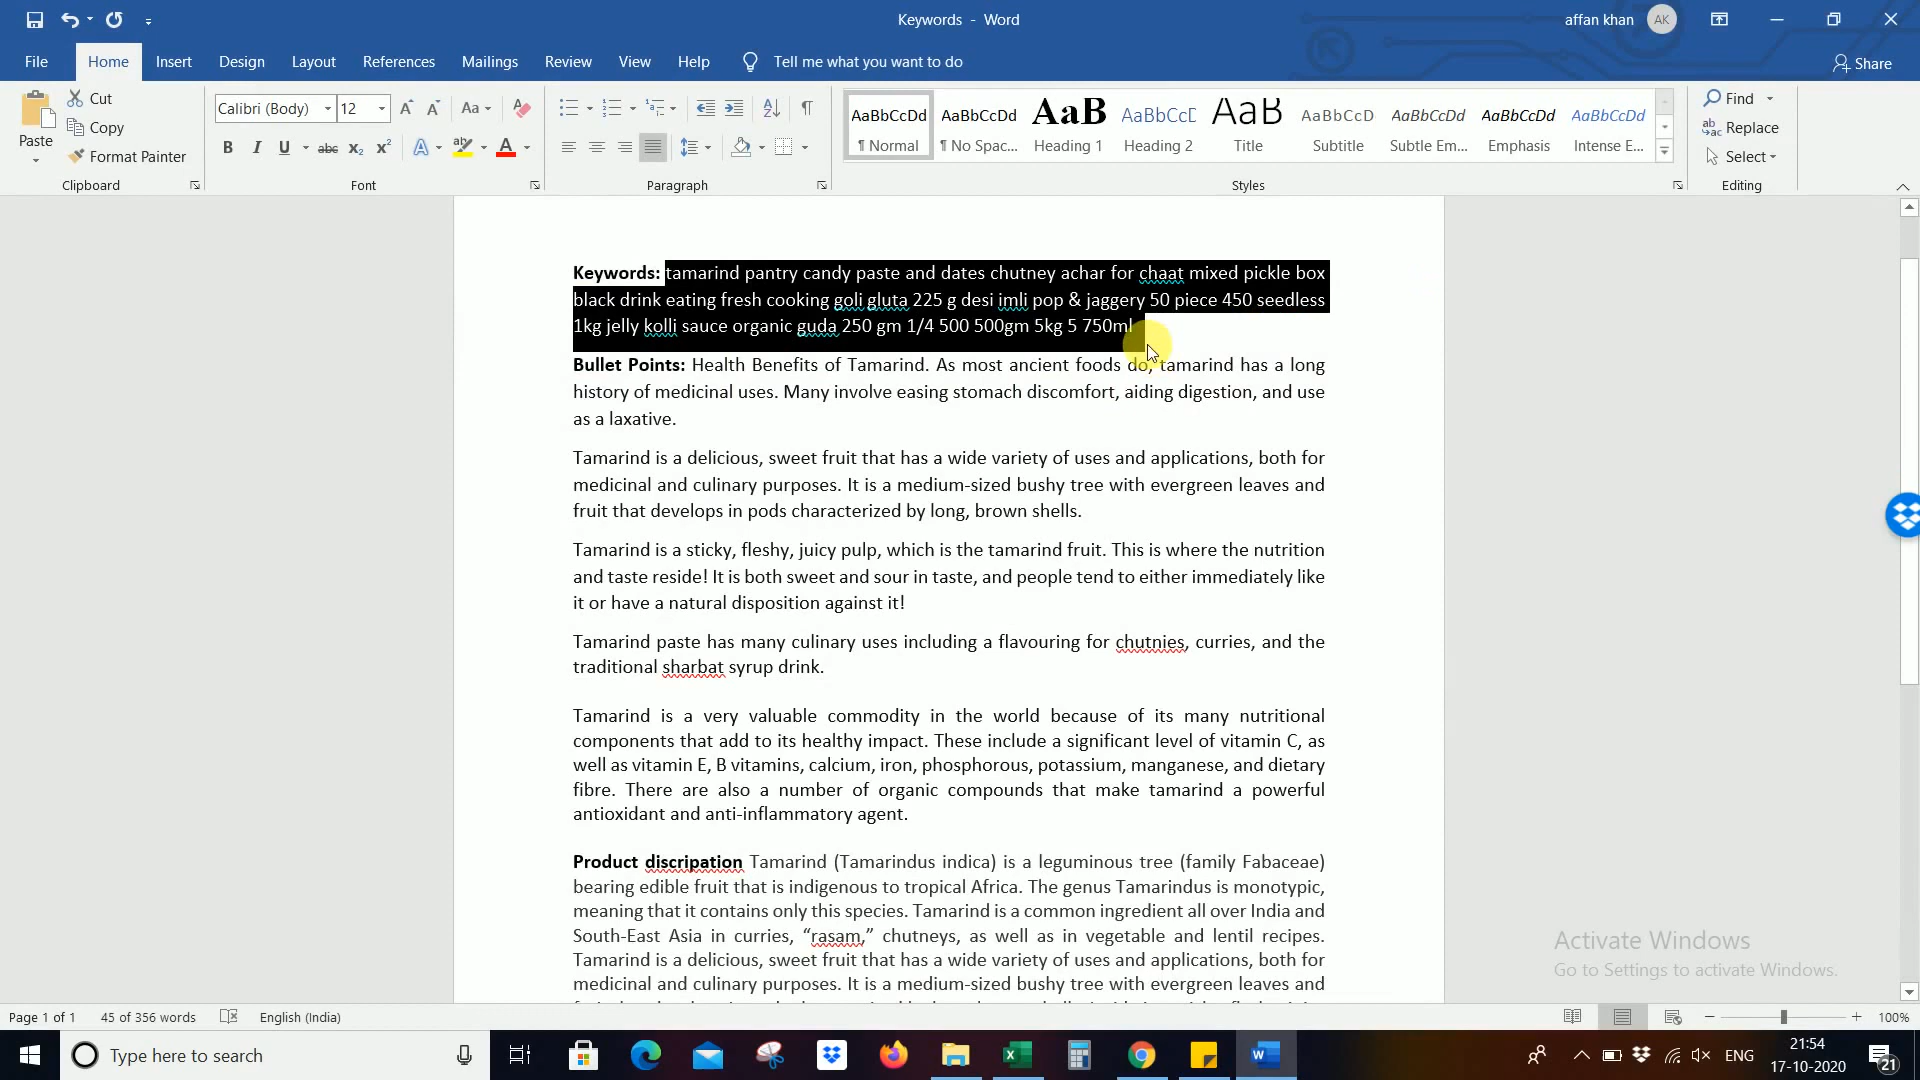 Keywords - Word
affan khan
AK
File Home Insert Design Layout References Mailings Review View Help Tell me what you want to do
Share
Paste
Cut
Copy
Format Painter
Clipboard
Calibri (Body) 12
Font
Paragraph
AaBbCcDd AaBbCcDd AaB AaBbCcD AaB AaBbCcD AaBbCcDd AaBbCcDd AaBbCcDd
¶ Normal ¶ No Spac... Heading 1 Heading 2 Title Subtitle Subtle Em... Emphasis Intense E...
Styles
Find
Replace
Select
Editing
Keywords: tamarind pantry candy paste and dates chutney achar for chaat mixed pickle box
black drink eating fresh cooking goli gluta 225 g desi imli pop & jaggery 50 piece 450 seedless
1kg jelly kolli sauce organic guda 250 gm 1/4 500 500gm 5kg 5 750ml
Bullet Points: Health Benefits of Tamarind. As most ancient foods do, tamarind has a long
history of medicinal uses. Many involve easing stomach discomfort, aiding digestion, and use
as a laxative.
Tamarind is a delicious, sweet fruit that has a wide variety of uses and applications, both for
medicinal and culinary purposes. It is a medium-sized bushy tree with evergreen leaves and
fruit that develops in pods characterized by long, brown shells.
Tamarind is a sticky, fleshy, juicy pulp, which is the tamarind fruit. This is where the nutrition
and taste reside! It is both sweet and sour in taste, and people tend to either immediately like
it or have a natural disposition against it!
Tamarind paste has many culinary uses including a flavouring for chutnies, curries, and the
traditional sharbat syrup drink.
Tamarind is a very valuable commodity in the world because of its many nutritional
components that add to its healthy impact. These include a significant level of vitamin C, as
well as vitamin E, B vitamins, calcium, iron, phosphorous, potassium, manganese, and dietary
fibre. There are also a number of organic compounds that make tamarind a powerful
antioxidant and anti-inflammatory agent.
Product discripation Tamarind (Tamarindus indica) is a leguminous tree (family Fabaceae)
bearing edible fruit that is indigenous to tropical Africa. The genus Tamarindus is monotypic,
meaning that it contains only this species. Tamarind is a common ingredient all over India and
South-East Asia in curries, “rasam,” chutneys, as well as in vegetable and lentil recipes.
Tamarind is a delicious, sweet fruit that has a wide variety of uses and applications, both for
medicinal and culinary purposes. It is a medium-sized bushy tree with evergreen leaves and
Activate Windows
Go to Settings to activate Windows.
Page 1 of 1 45 of 356 words English (India) 100%
Type here to search
ENG
21:54
17-10-2020
21